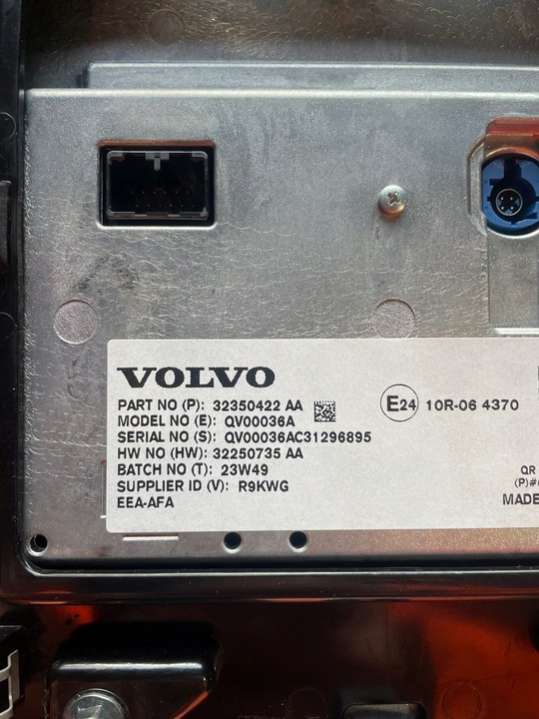 VOLVO
PART NO (P): 32350422 AA
MODEL NO (E): QV00036A
SERIAL NO (S): QV00036AC31296895
HW NO (HW): 32250735 AA
BATCH NO (T): 23W49
SUPPLIER ID (V): R9KWG
EEA-AFA
E24 10R-06 4370
QR
(P)#
MADE